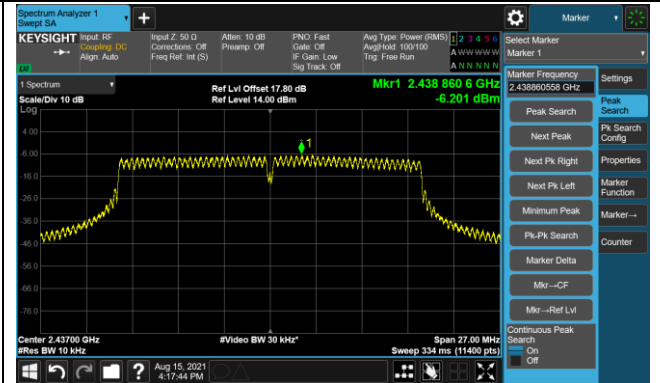 Spectrum Analyzer 1
Swept SA
+
Marker
KEYSIGHT
Input: RF
Coupling: DC
Align: Auto
Input Z: 50 Ω
Corrections: Off
Freq Ref: Int (S)
Atten: 10 dB
Preamp: Off
PNO: Fast
Gate: Off
IF Gain: Low
Sig Track: Off
Avg Type: Power (RMS)
Avg|Hold: 100/100
Trig: Free Run
1 2 3 4 5 6
A W W W W W
A N N N N N
Select Marker
Marker 1
1 Spectrum
Scale/Div 10 dB
Log
Ref Lvl Offset 17.80 dB
Ref Level 14.00 dBm
Mkr1 2.438 860 6 GHz
-6.201 dBm
4.00
-6.00
-16.0
-26.0
-36.0
-46.0
-56.0
-66.0
-76.0
1
Center 2.43700 GHz
#Res BW 10 kHz
#Video BW 30 kHz*
Span 27.00 MHz
Sweep 334 ms (11400 pts)
Marker Frequency
2.438860558 GHz
Peak Search
Next Peak
Next Pk Right
Next Pk Left
Minimum Peak
Pk-Pk Search
Marker Delta
Mkr→CF
Mkr→Ref Lvl
Continuous Peak
Search
On
Off
Settings
Peak
Search
Pk Search
Config
Properties
Marker
Function
Marker→
Counter
?
Aug 15, 2021
4:17:44 PM